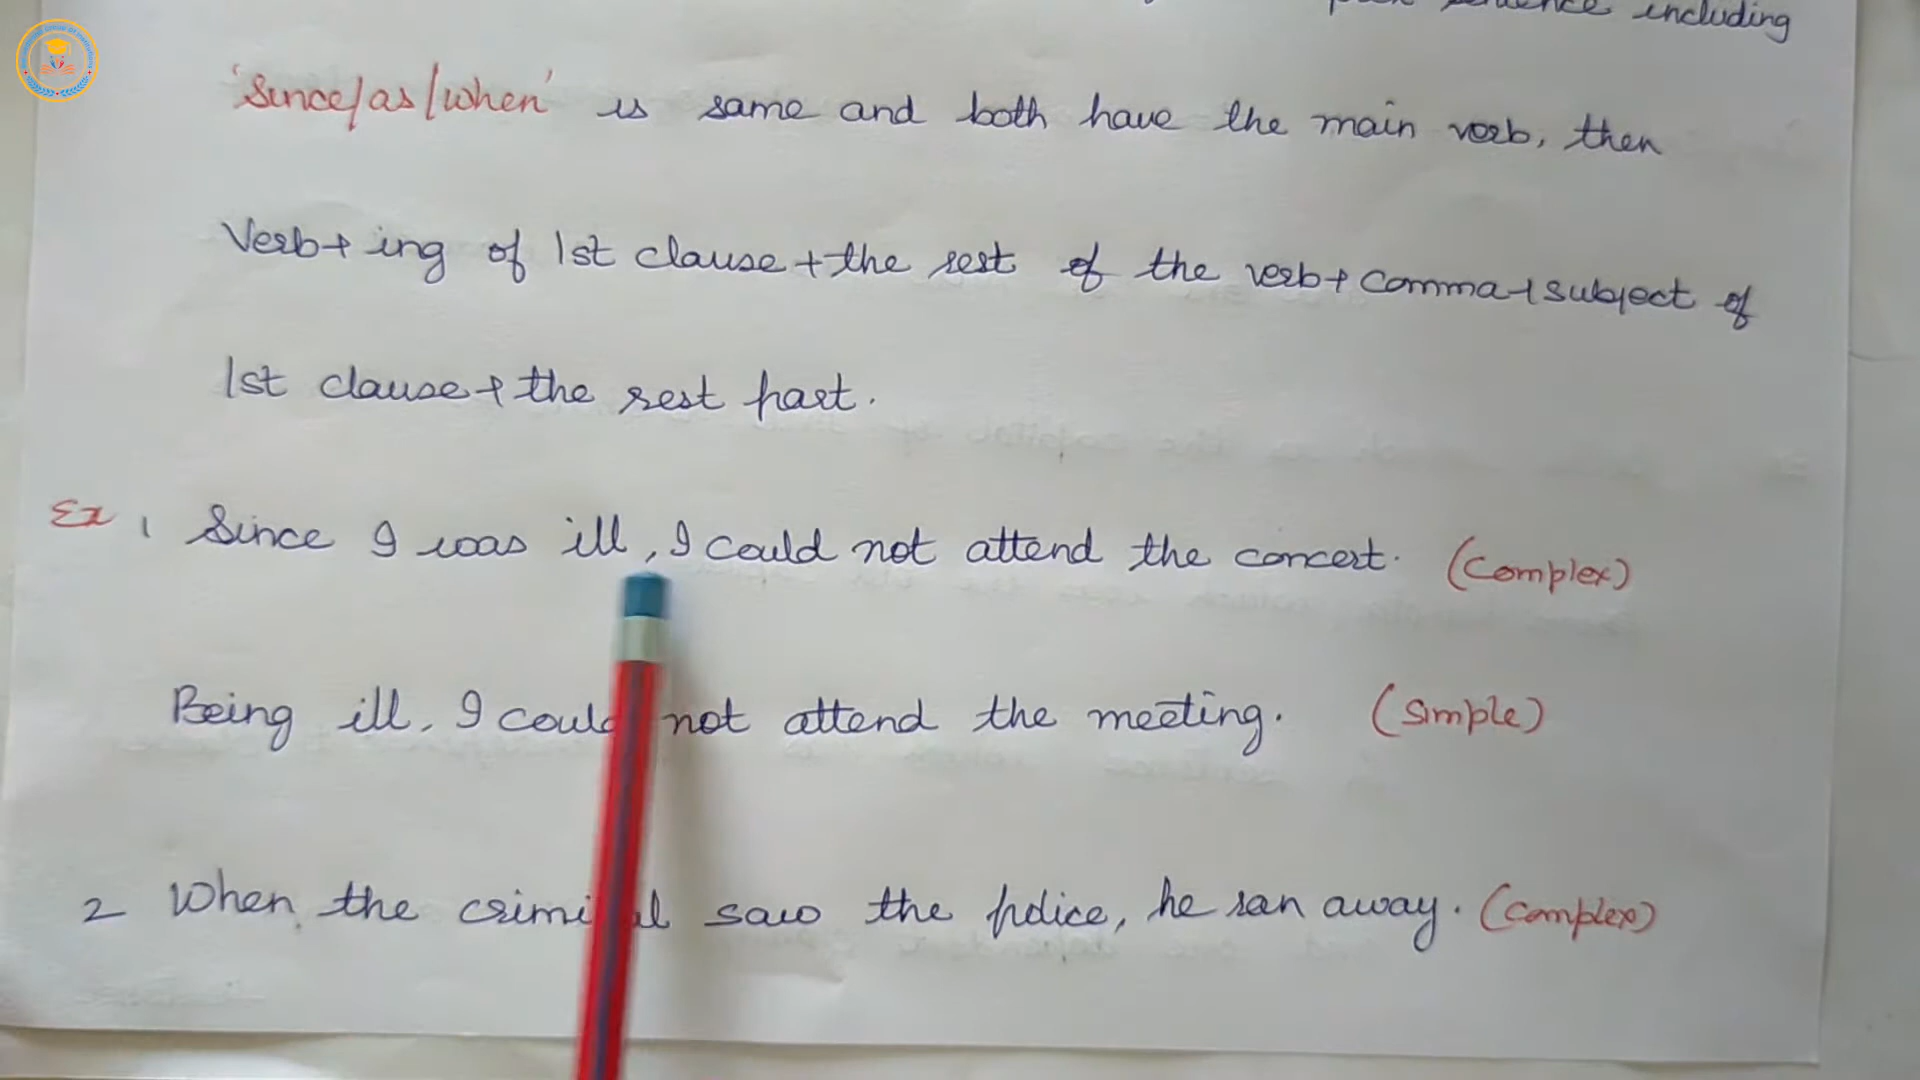 sentence including
'Since/as/when' is same and both have the main verb, then
Verb+ing of 1st clause + the rest of the verb + comma + subject of
1st clause + the rest part.
Ex 1 Since I was ill, I could not attend the concert. (Complex)
Being ill, I could not attend the meeting. (Simple)
2 When the criminal saw the police, he ran away. (Complex)